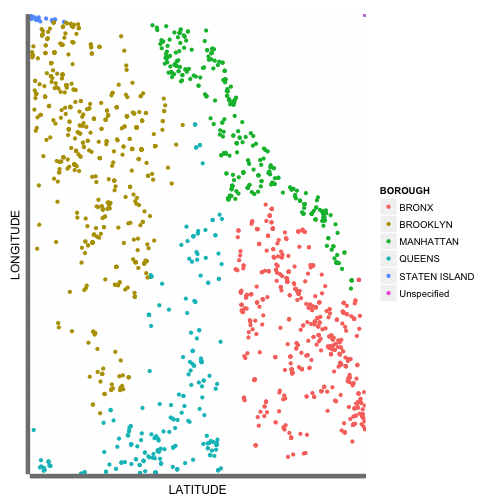 LONGITUDE
LATITUDE
BOROUGH
BRONX
BROOKLYN
MANHATTAN
QUEENS
STATEN ISLAND
Unspecified